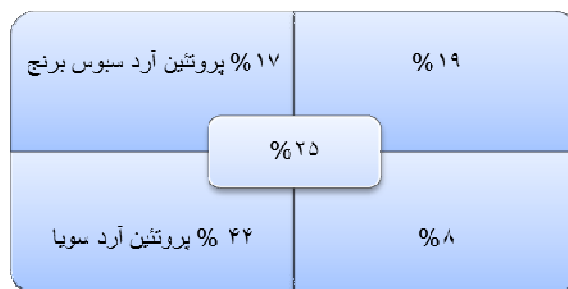 % ۱۷ پروتئین آرد سبوس برنج
% ۱۹
% ۲۵
۴۴ % پروتئین آرد سویا
%۸